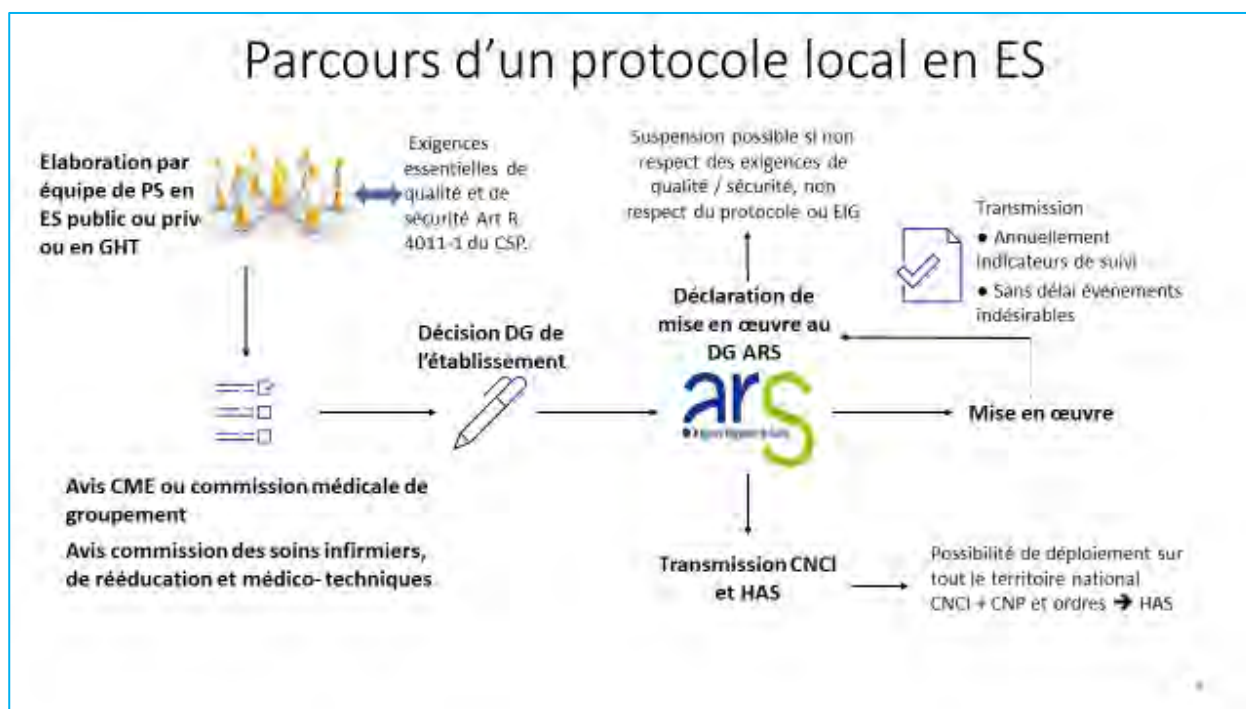 Parcours d'un protocole local en ES
Elaboration par
équipe de PS en
ES public ou priv
ou en GHT
Exigences
essentielles de
qualité et de
sécurité Art R
4011-1 du CSP.
Suspension possible si non
respect des exigences de
qualité / sécurité, non
respect du protocole ou EIG
Transmission
● Annuellement
indicateurs de suivi
● Sans délai événements
indésirables
Décision DG de
l'établissement
Déclaration de
mise en œuvre au
DG ARS
ars
Mise en œuvre
Avis CME ou commission médicale de
groupement
Avis commission des soins infirmiers,
de rééducation et médico- techniques
Transmission CNCI
et HAS
Possibilité de déploiement sur
tout le territoire national
CNCI + CNP et ordres ➔ HAS